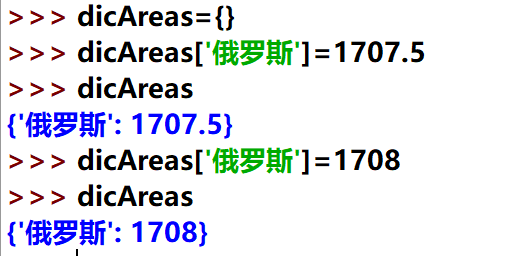 >>> dicAreas={}
>>> dicAreas['俄罗斯']=1707.5
>>> dicAreas
{'俄罗斯': 1707.5}
>>> dicAreas['俄罗斯']=1708
>>> dicAreas
{'俄罗斯': 1708}